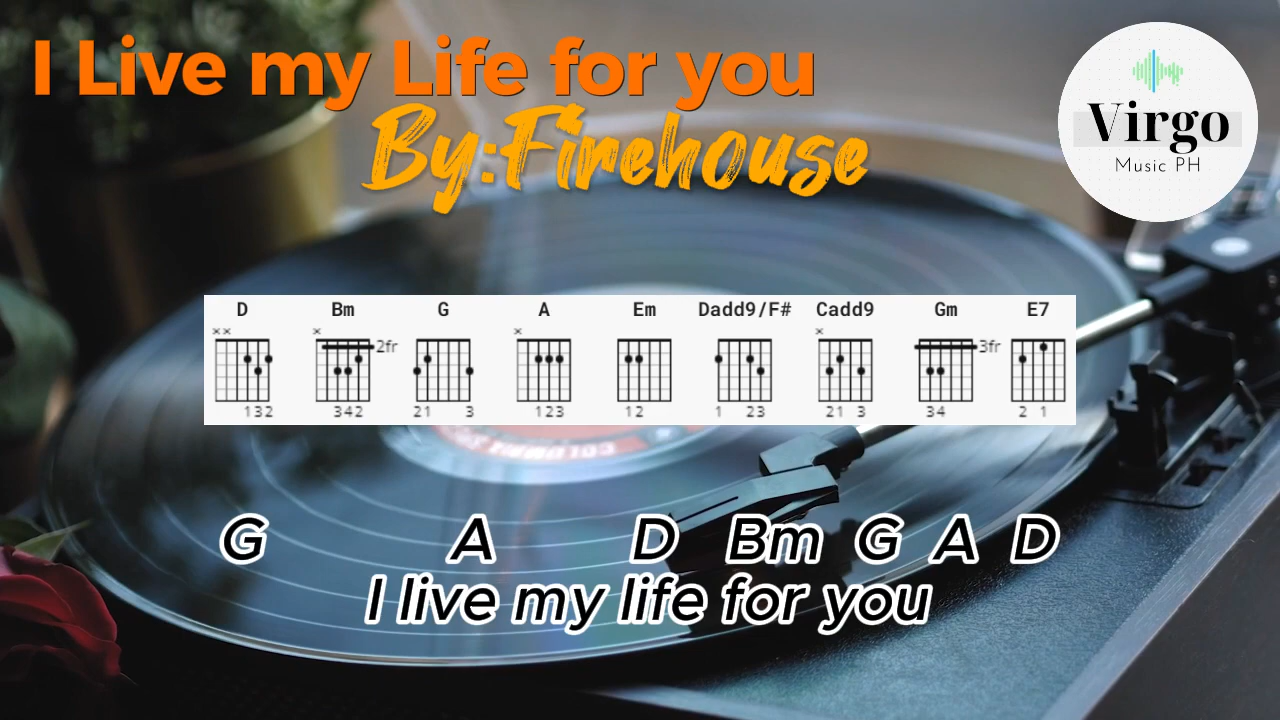 I Live my Life for you
By:Firehouse
Virgo
Music PH
D Bm G A Em Dadd9/F# Cadd9 Gm E7
×× × × ×
2fr 3fr
132 342 21 3 123 12 1 23 21 3 34 2 1
G A D Bm G A D
I live my life for you